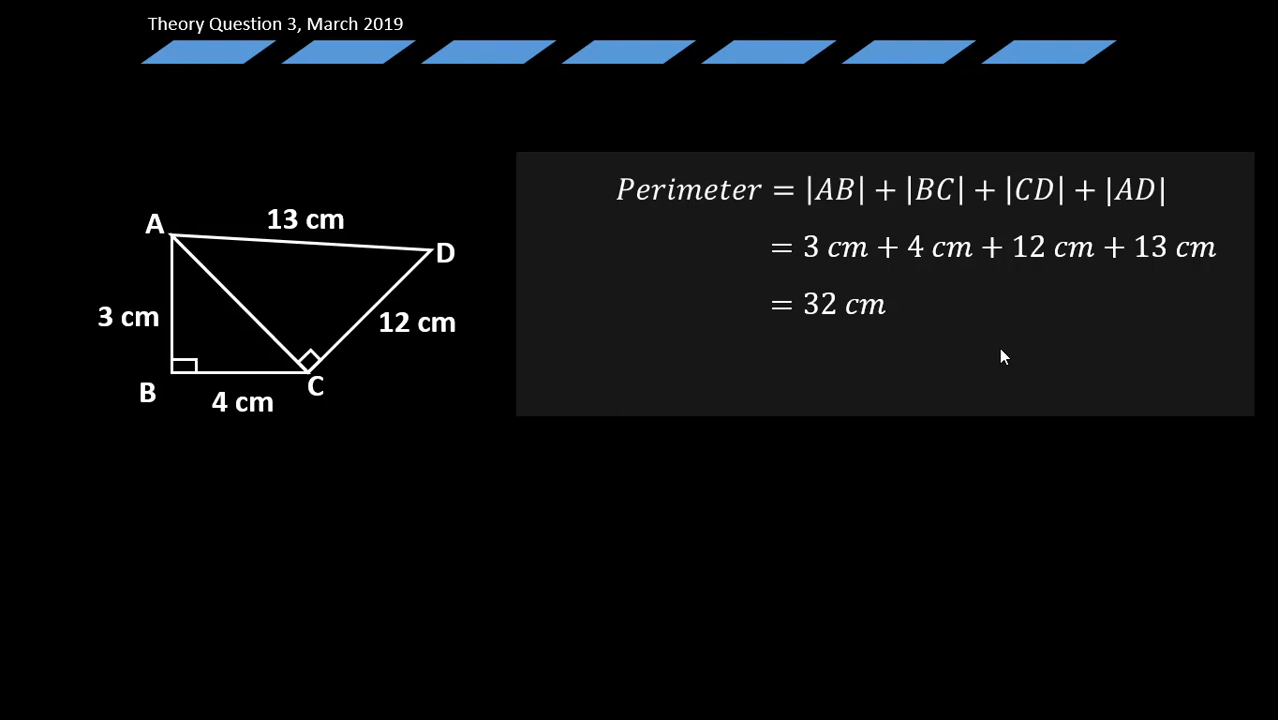 Theory Question 3, March 2019
A
13 cm
D
3 cm
12 cm
B
4 cm
C
Perimeter = |AB| + |BC| + |CD| + |AD|
= 3 cm + 4 cm + 12 cm + 13 cm
= 32 cm